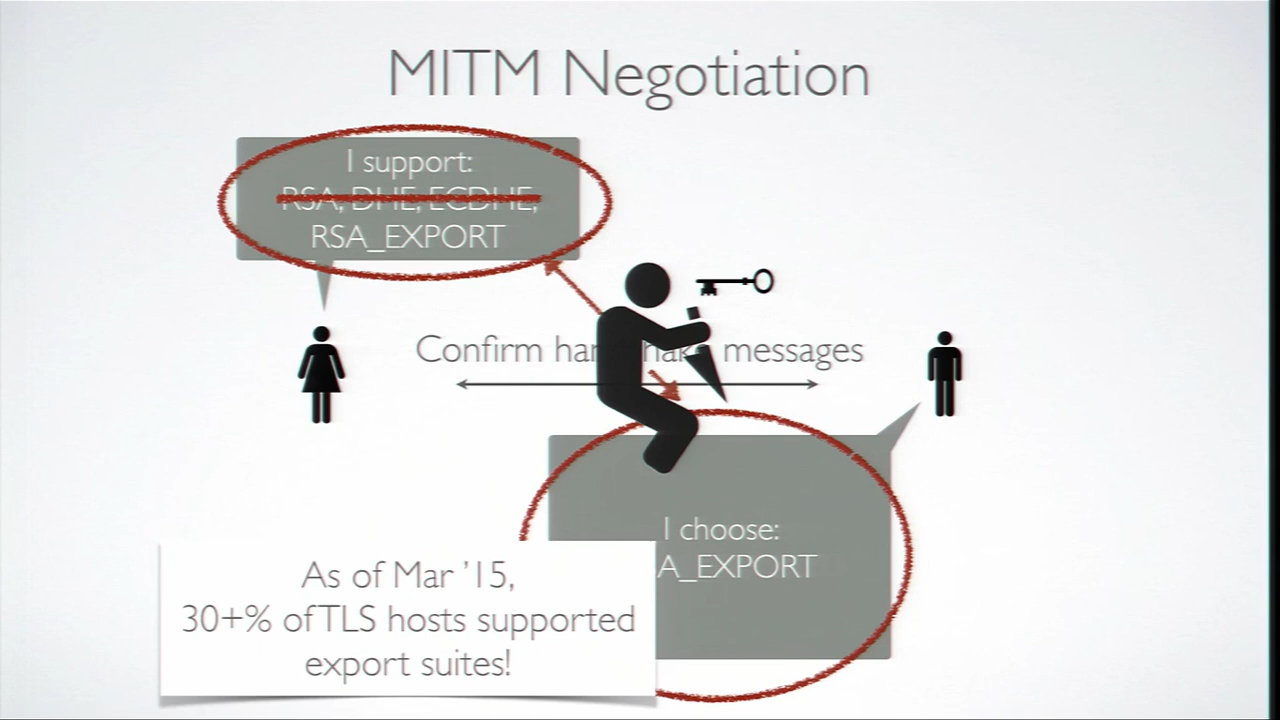 MITM Negotiation
I support:
RSA, DHE, ECDHE,
RSA_EXPORT
Confirm messages
I choose:
A_EXPORT
As of Mar '15,
30+% of TLS hosts supported
export suites!